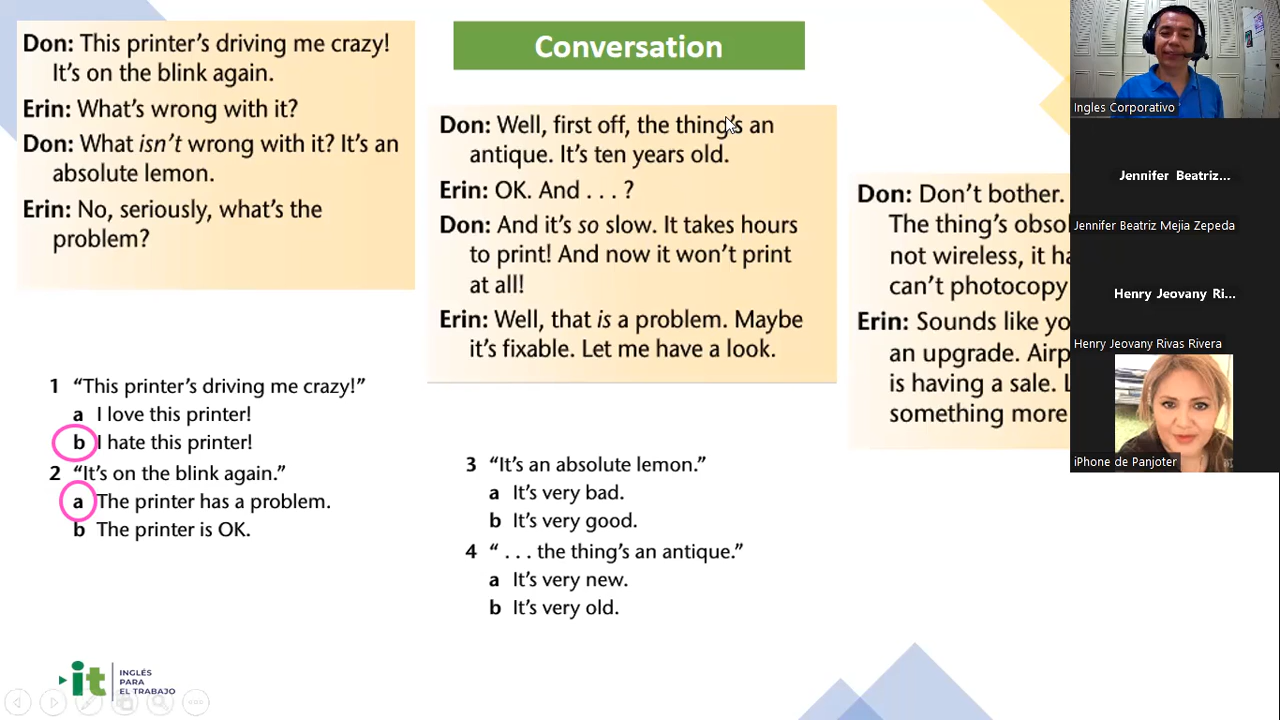 Don: This printer's driving me crazy!
It's on the blink again.
Erin: What's wrong with it?
Don: What isn't wrong with it? It's an
absolute lemon.
Erin: No, seriously, what's the
problem?
Conversation
Don: Well, first off, the thing's an
antique. It's ten years old.
Erin: OK. And . . . ?
Don: And it's so slow. It takes hours
to print! And now it won't print
at all!
Erin: Well, that is a problem. Maybe
it's fixable. Let me have a look.
Don: Don't bother.
The thing's
not wireless, it
can't photocopy
Erin: Sounds like
an upgrade.
is having a sale.
something more
1 "This printer's driving me crazy!"
a I love this printer!
b I hate this printer!
2 "It's on the blink again."
a The printer has a problem.
b The printer is OK.
3 "It's an absolute lemon."
a It's very bad.
b It's very good.
4 ". . . the thing's an antique."
a It's very new.
b It's very old.
it
INGLÉS
PARA
EL TRABAJO
Ingles Corporativo
Jennifer Beatriz...
Jennifer Beatriz Mejia Zepeda
Henry Jeovany Ri...
Henry Jeovany Rivas Rivera
iPhone de Panjoter